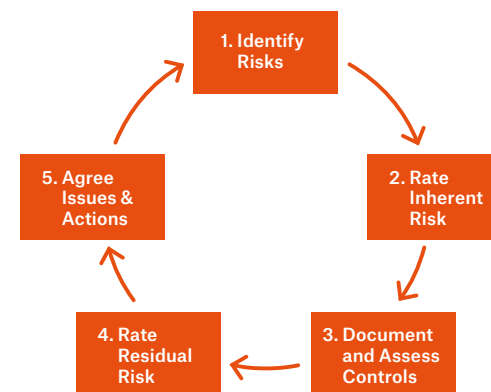 1. Identify
Risks
2. Rate
Inherent
Risk
3. Document
and Assess
Controls
4. Rate
Residual
Risk
5. Agree
Issues &
Actions